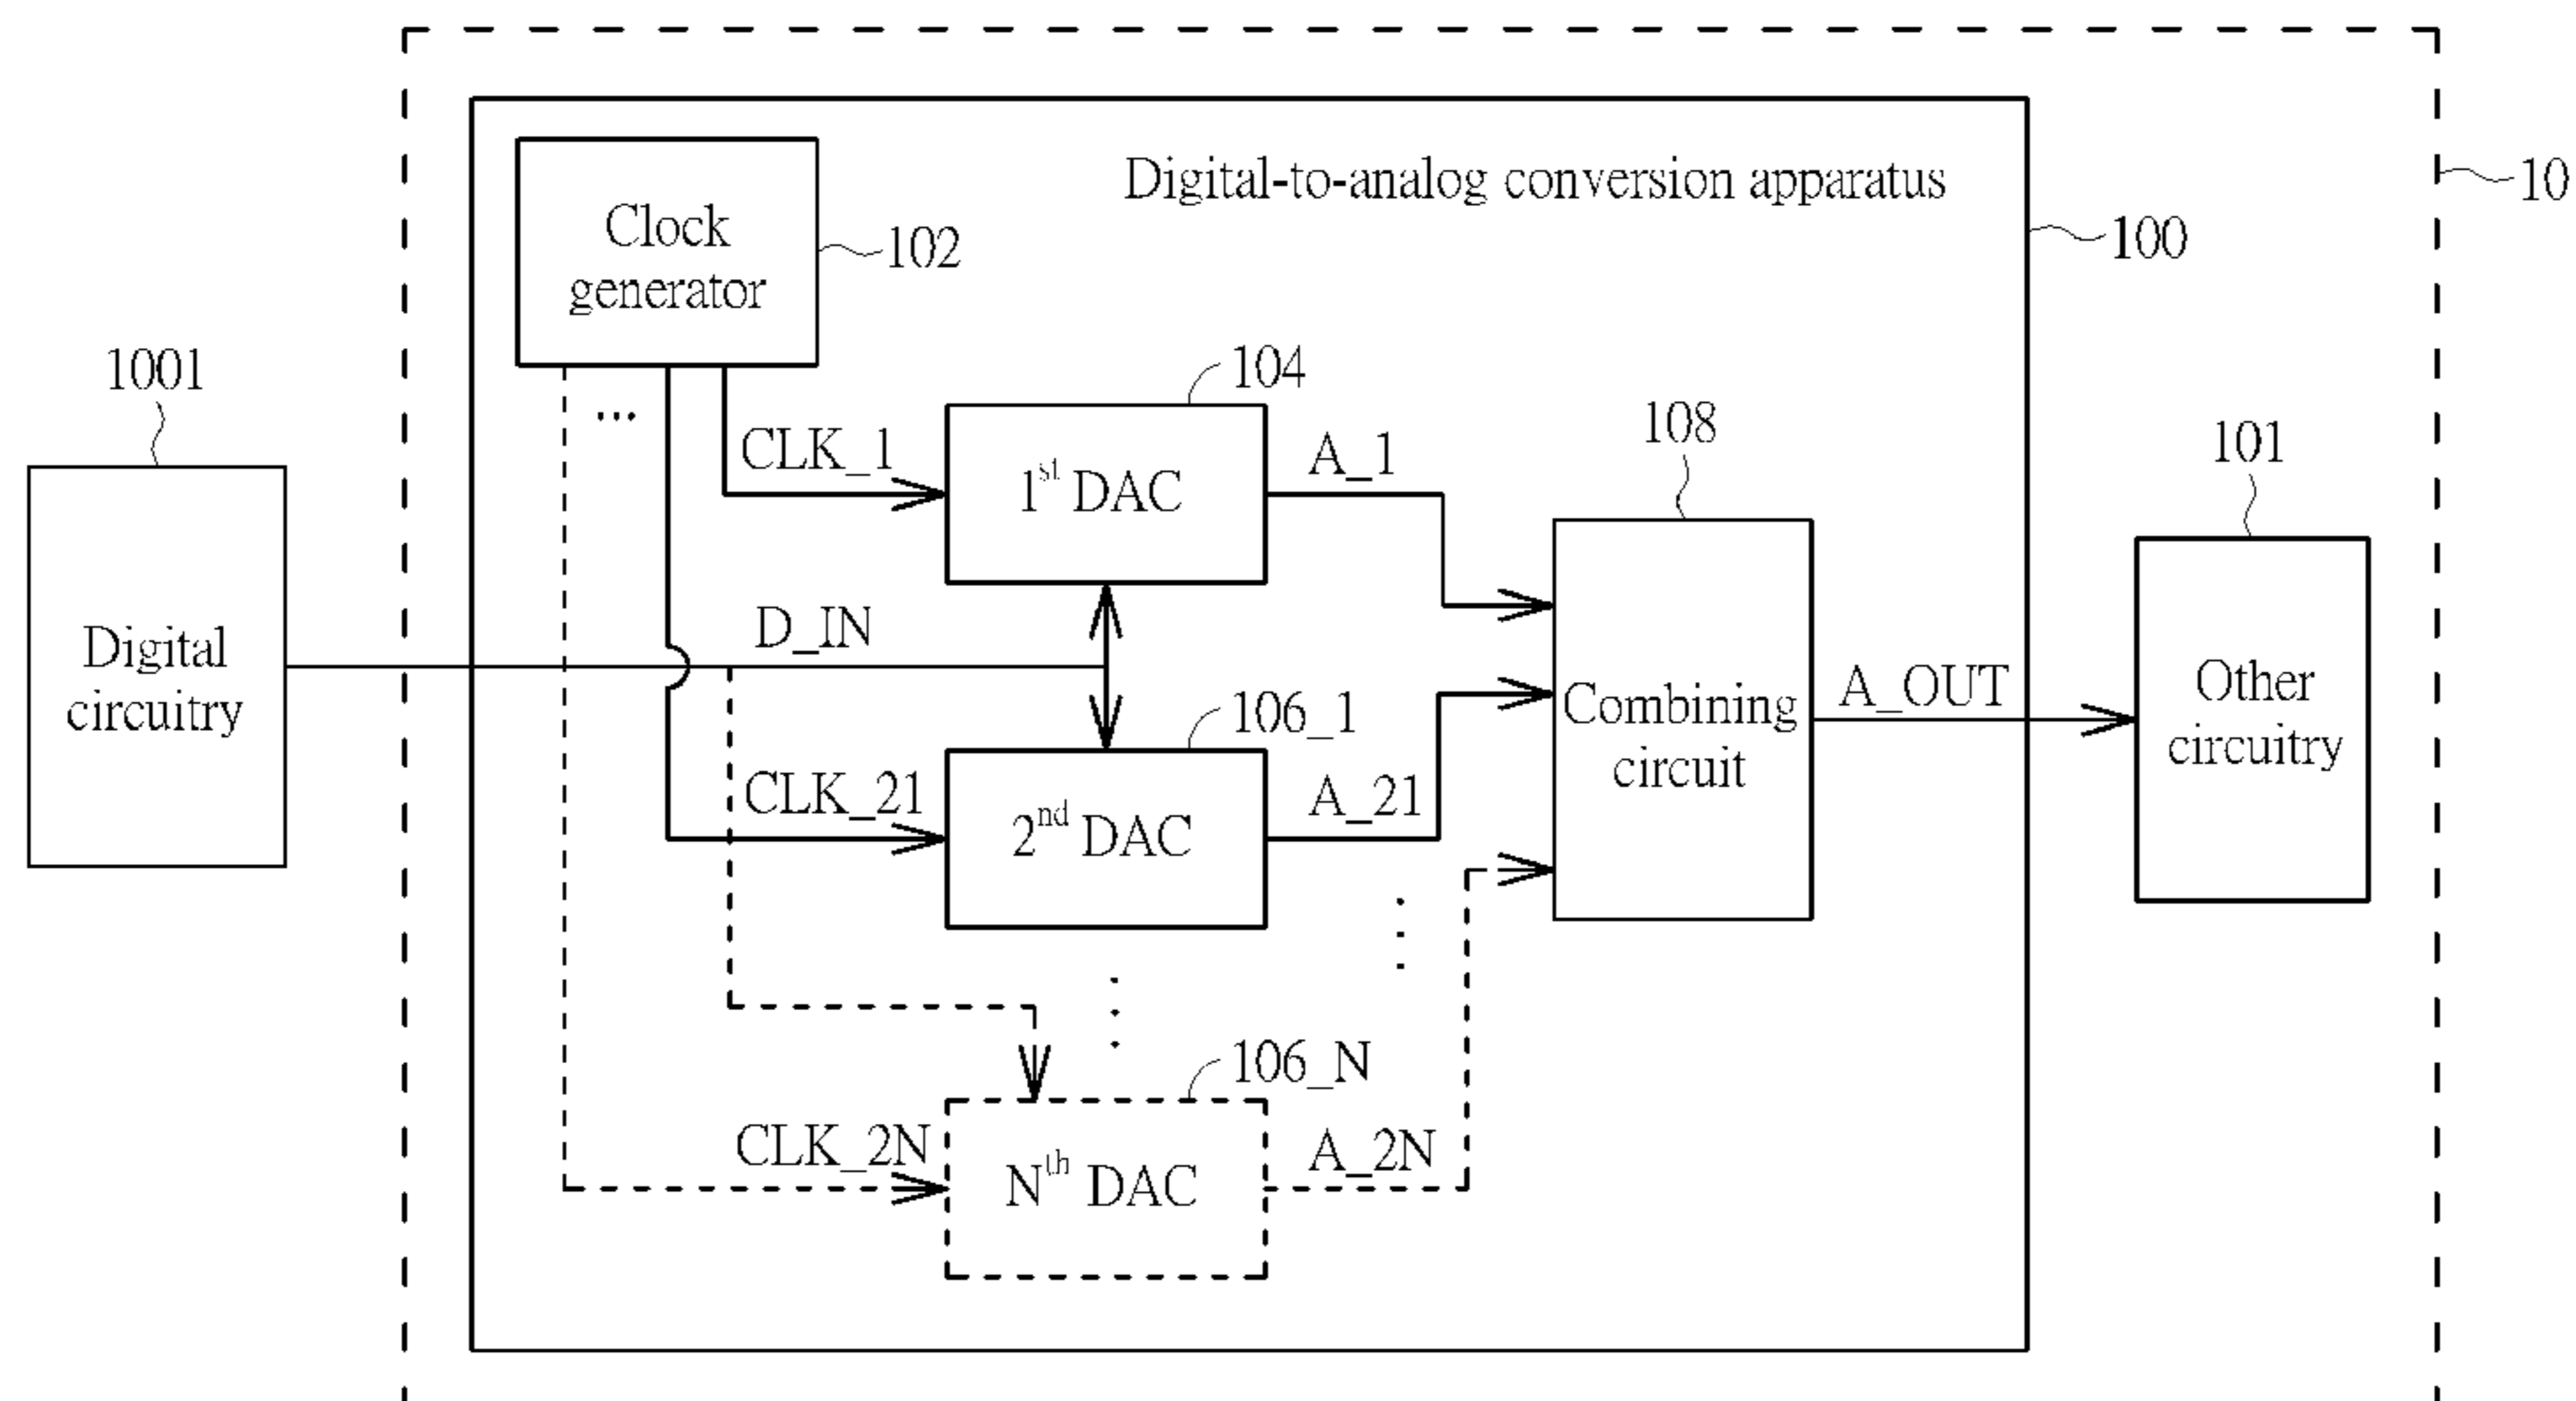 Digital-to-analog conversion apparatus
10
Clock
generator
102
100
1001
104
108
101
CLK_1
1st DAC
A_1
Digital
circuitry
D_IN
106_1
Combining
circuit
A_OUT
Other
circuitry
CLK_21
2nd DAC
A_21
106_N
CLK_2N
Nth DAC
A_2N